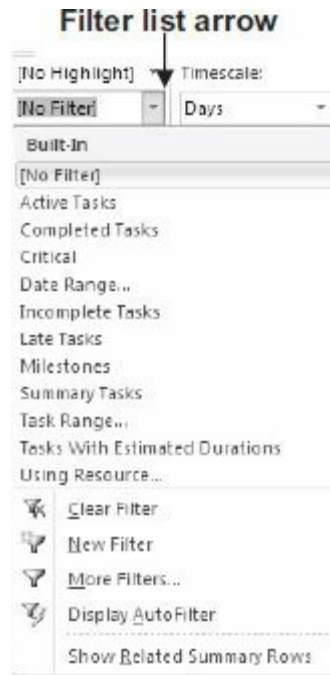 Filter list arrow
[No Highlight] Timescale:
[No Filter] Days
Built-In
[No Filter]
Active Tasks
Completed Tasks
Critical
Date Range...
Incomplete Tasks
Late Tasks
Milestones
Summary Tasks
Task Range...
Tasks With Estimated Durations
Using Resource...
Clear Filter
New Filter
More Filters...
Display AutoFilter
Show Related Summary Rows